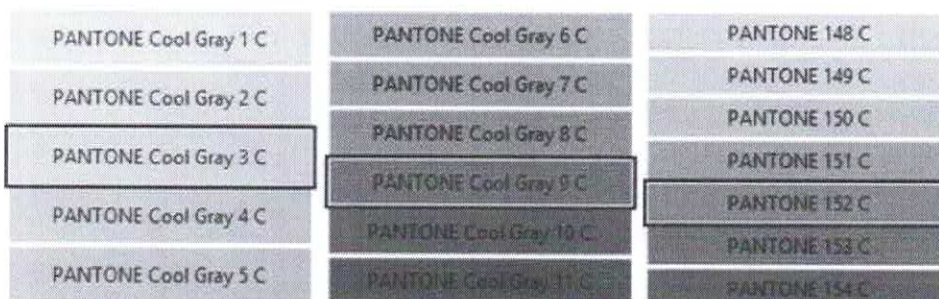 PANTONE Cool Gray 1 C
PANTONE Cool Gray 2 C
PANTONE Cool Gray 3 C
PANTONE Cool Gray 4 C
PANTONE Cool Gray 5 C
PANTONE Cool Gray 6 C
PANTONE Cool Gray 7 C
PANTONE Cool Gray 8 C
PANTONE Cool Gray 9 C
PANTONE Cool Gray 10 C
PANTONE Cool Gray 11 C
PANTONE 148 C
PANTONE 149 C
PANTONE 150 C
PANTONE 151 C
PANTONE 152 C
PANTONE 153 C
PANTONE 154 C